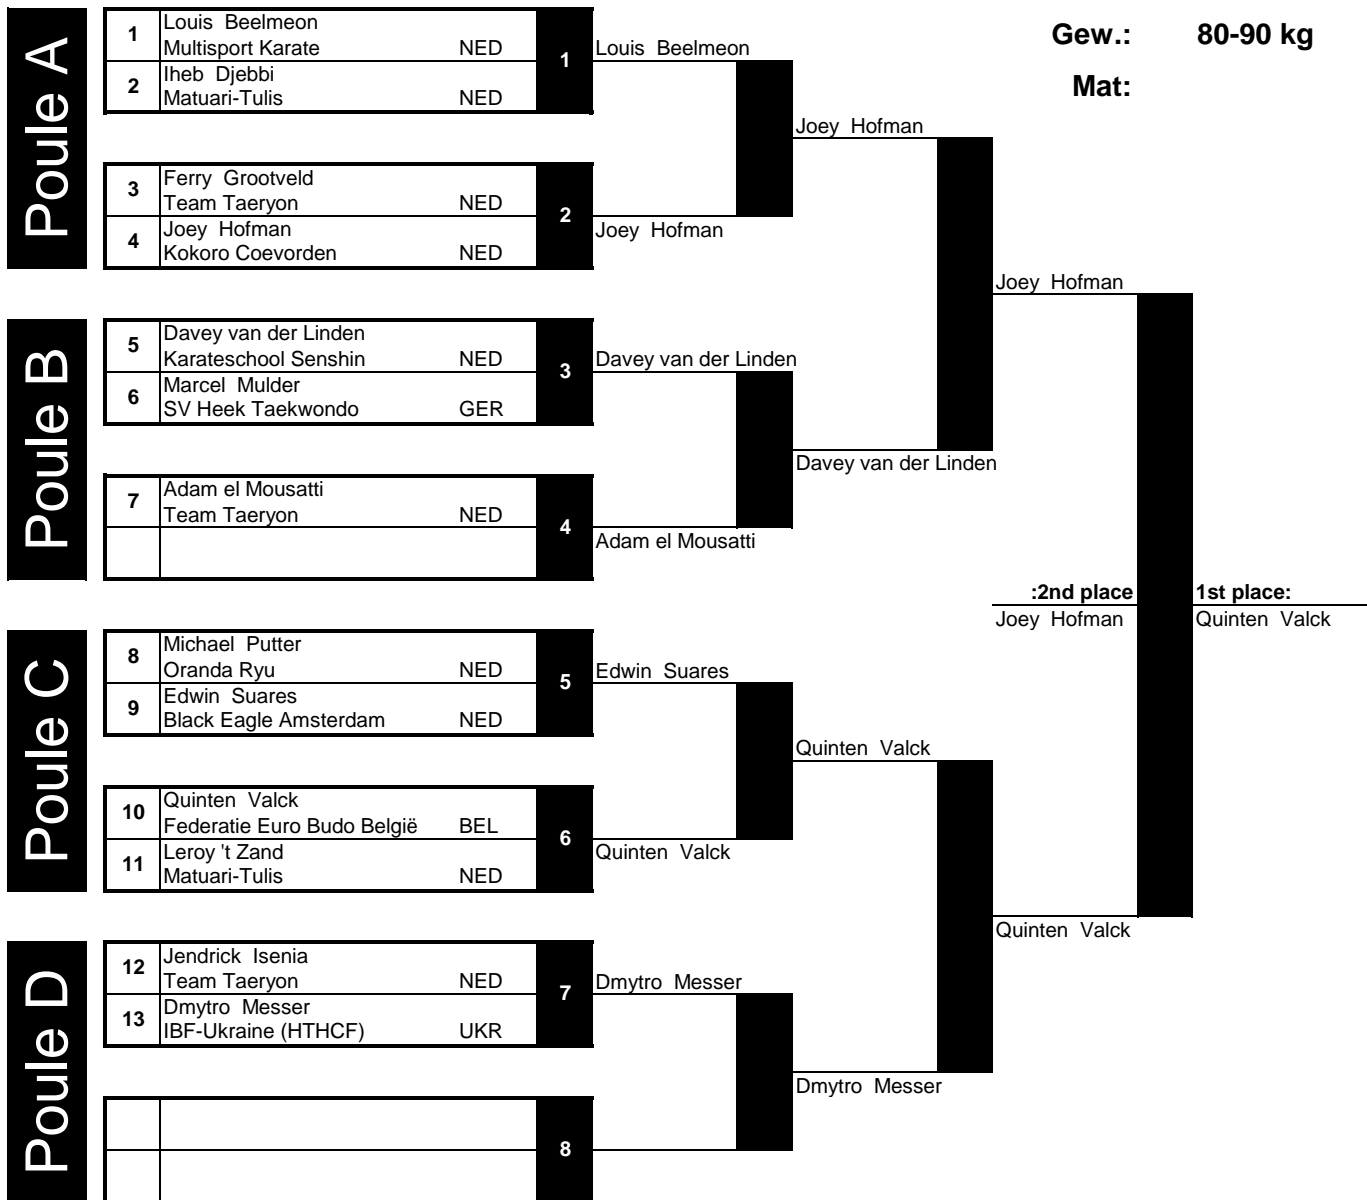 Gew.: 80-90 kg
Mat:
Poule A
1 Louis Beelmeon
Multisport Karate NED
2 Iheb Djebbi
Matuari-Tulis NED
1
Louis Beelmeon
3 Ferry Grootveld
Team Taeryon NED
4 Joey Hofman
Kokoro Coevorden NED
2
Joey Hofman
Joey Hofman
Poule B
5 Davey van der Linden
Karateschool Senshin NED
6 Marcel Mulder
SV Heek Taekwondo GER
3
Davey van der Linden
7 Adam el Mousatti
Team Taeryon NED
4
Adam el Mousatti
Davey van der Linden
Joey Hofman
Poule C
8 Michael Putter
Oranda Ryu NED
9 Edwin Suares
Black Eagle Amsterdam NED
5
Edwin Suares
10 Quinten Valck
Federatie Euro Budo België BEL
11 Leroy 't Zand
Matuari-Tulis NED
6
Quinten Valck
Quinten Valck
Poule D
12 Jendrick Isenia
Team Taeryon NED
13 Dmytro Messer
IBF-Ukraine (HTHCF) UKR
7
Dmytro Messer
8
Dmytro Messer
Quinten Valck
:2nd place
Joey Hofman
1st place:
Quinten Valck